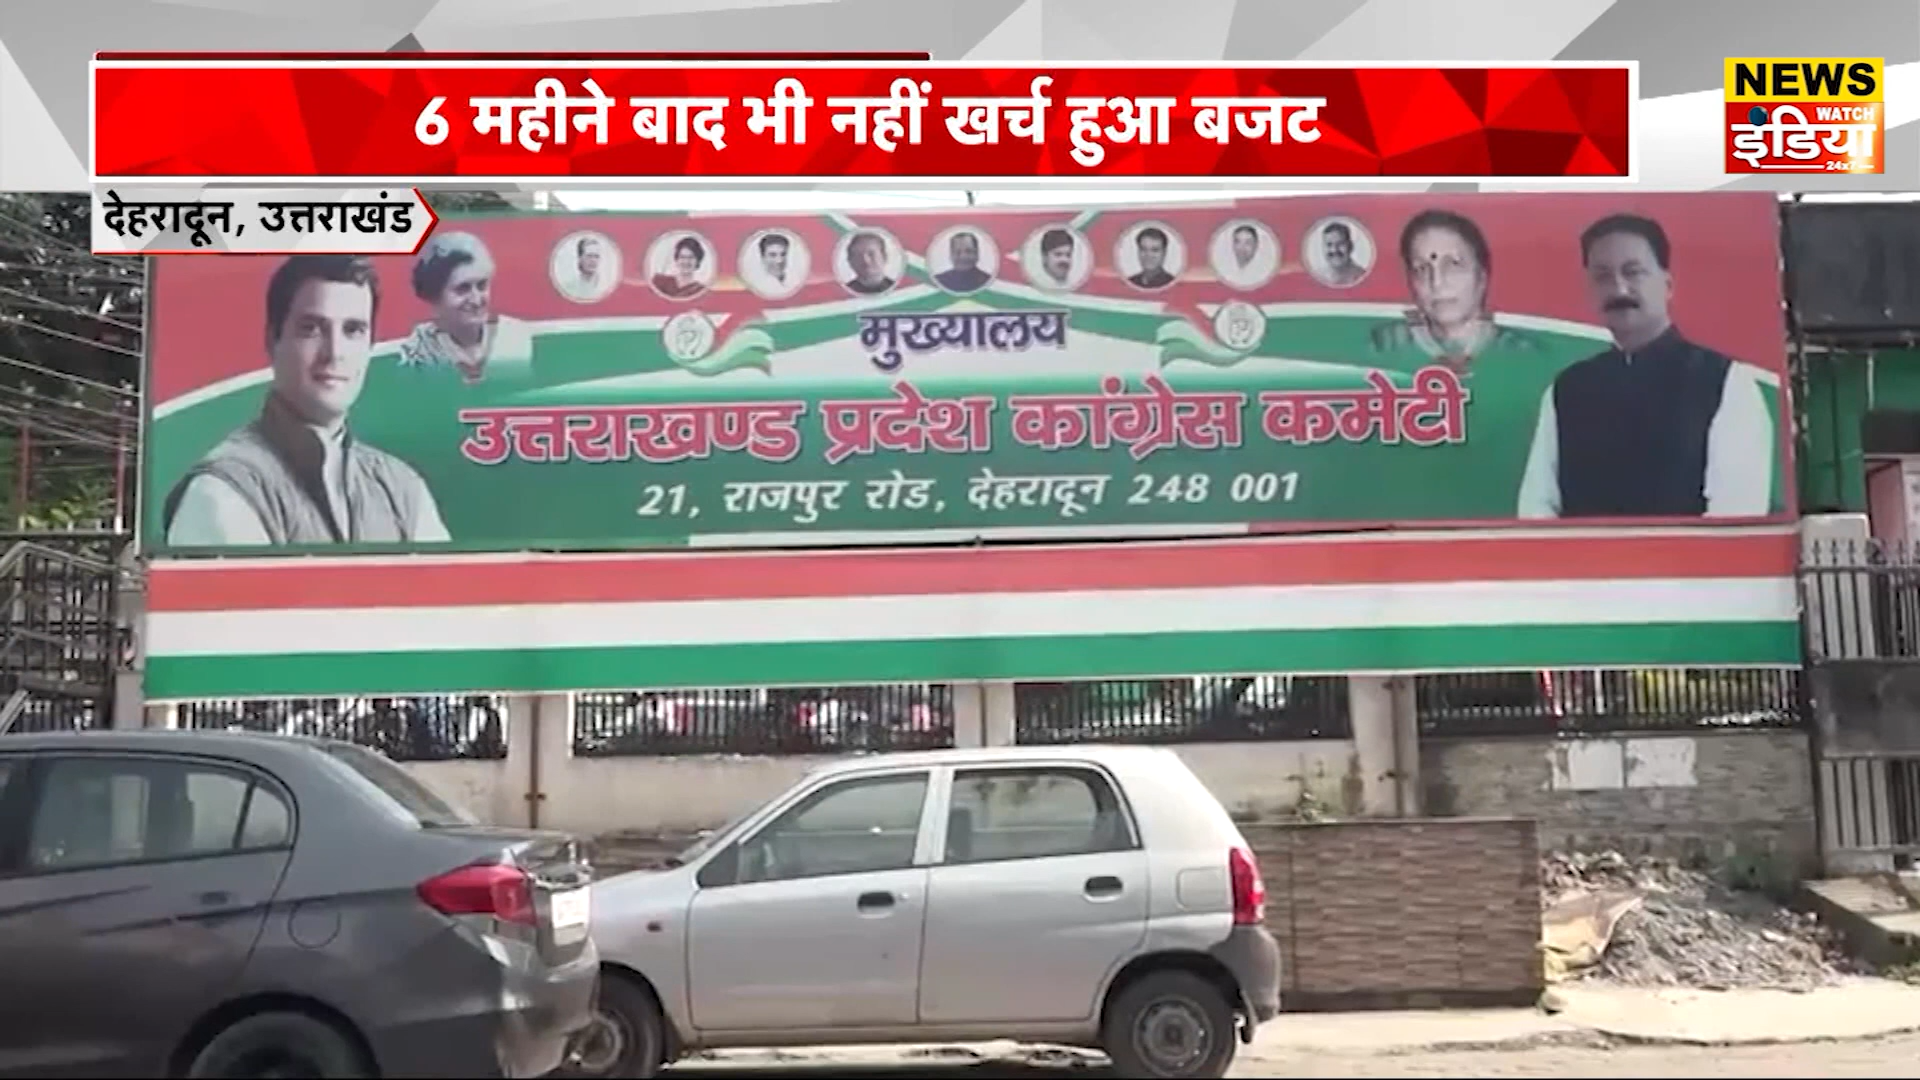 6 महीने बाद भी नहीं खर्च हुआ बजट
NEWS
WATCH
इंडिया
24x7
देहरादून, उत्तराखंड
मुख्यालय
उत्तराखण्ड प्रदेश कांग्रेस कमेटी
21, राजपुर रोड, देहरादून 248 001